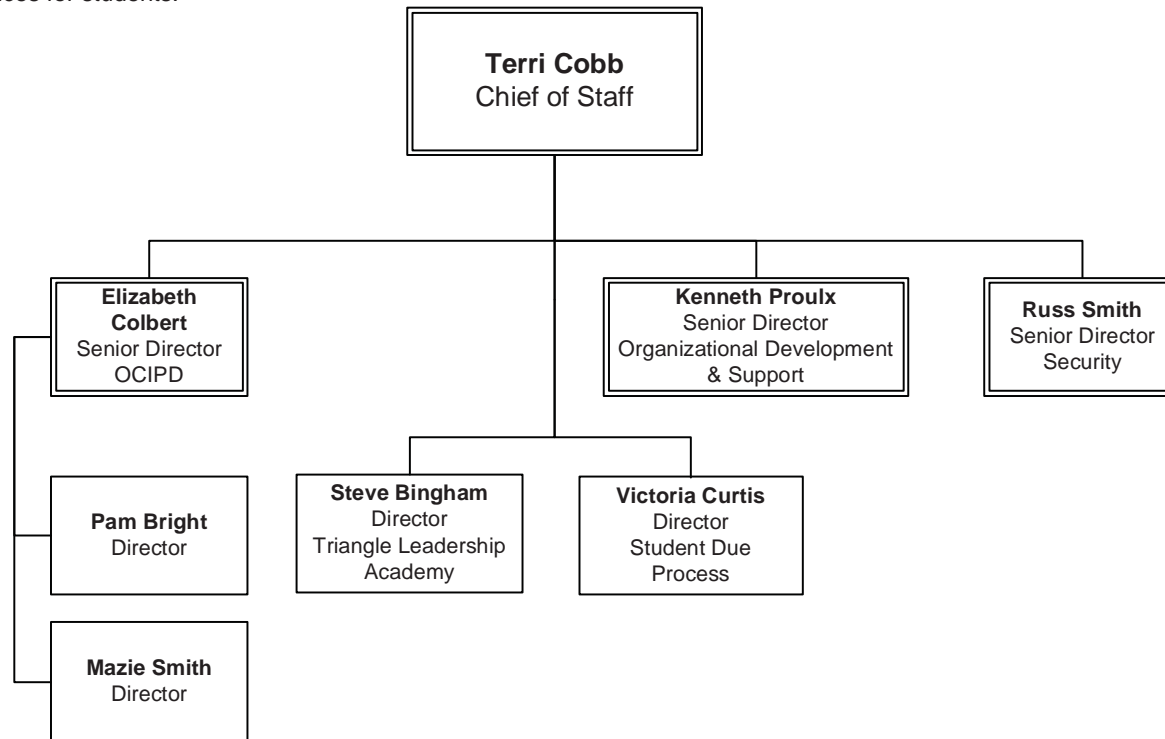 for students.
Terri Cobb
Chief of Staff
Elizabeth
Colbert
Senior Director
OCIPD
Kenneth Proulx
Senior Director
Organizational Development
& Support
Russ Smith
Senior Director
Security
Steve Bingham
Director
Triangle Leadership
Academy
Victoria Curtis
Director
Student Due
Process
Pam Bright
Director
Mazie Smith
Director